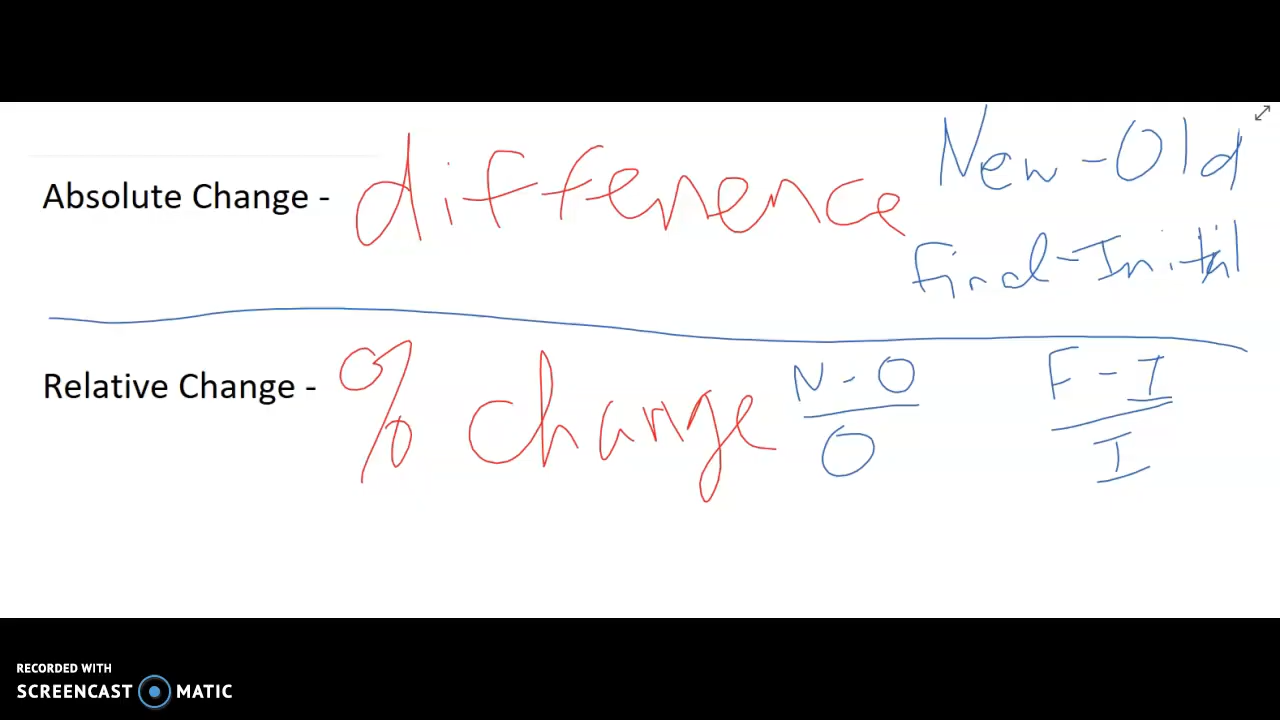 Absolute Change - difference New - Old
Final - Initial
Relative Change - % change N - O / O F - I / I
RECORDED WITH
SCREENCAST MATIC